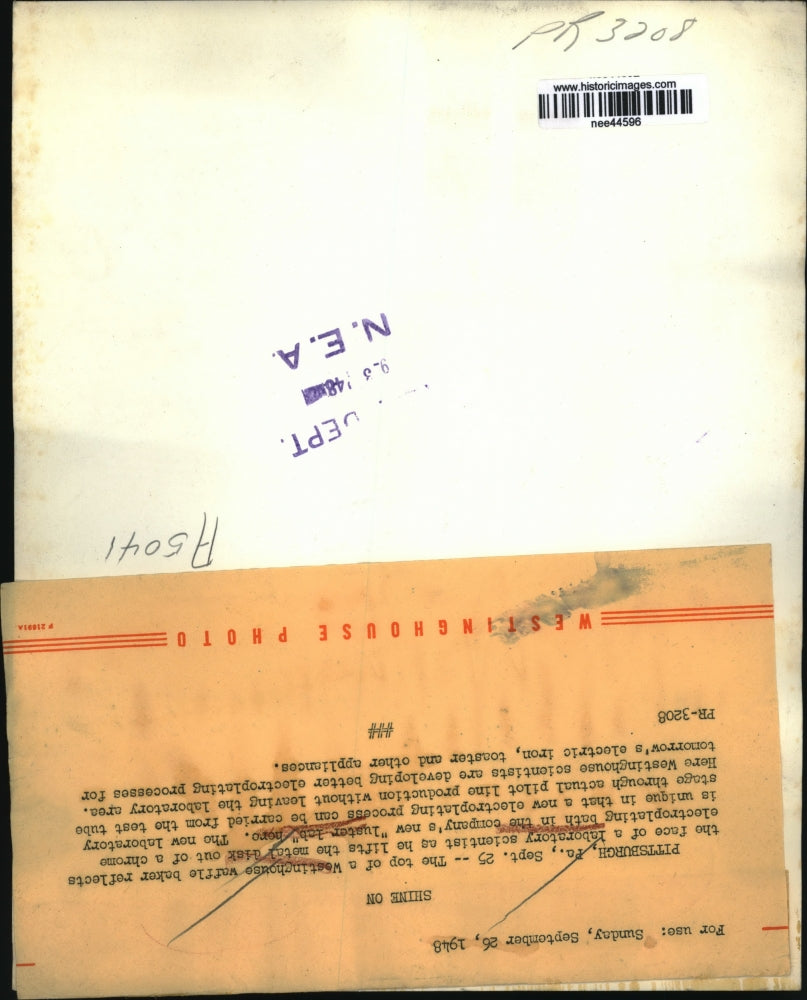 PR 3208
www.historicimages.com
nee44596
N.E.A.
9-3 '48
DEPT.
A5041
For use: Sunday, September 26, 1948
SHINE ON
PITTSBURGH, Pa., Sept. 25 -- The top of a Westinghouse waffle baker reflects
the face of a laboratory scientist as he lifts the metal disk out of a chrome
electroplating bath in the company's new "luster lab" here. The new laboratory
is unique in that a new electroplating process can be carried from the test tube
stage through actual pilot line production without leaving the laboratory area.
Here Westinghouse scientists are developing better electroplating processes for
tomorrow's electric iron, toaster and other appliances.
###
PR-3208
WESTINGHOUSE PHOTO
F 21691A